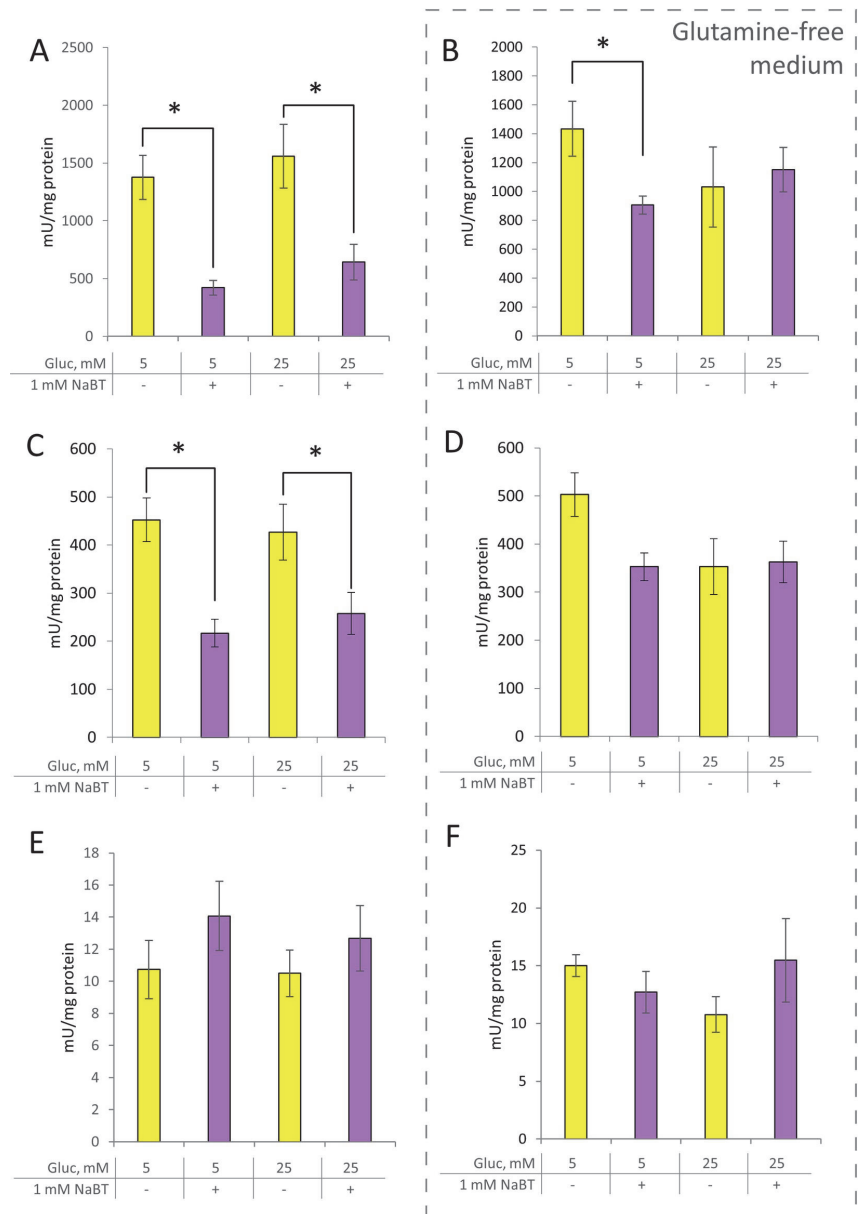 Glutamine-free
medium
A
2500
2000
1500
1000
500
0
mU/mg protein
*
*
Gluc, mM 5 5 25 25
1 mM NaBT - + - +
B
2000
1800
1600
1400
1200
1000
800
600
400
200
0
mU/mg protein
*
Gluc, mM 5 5 25 25
1 mM NaBT - + - +
C
600
500
400
300
200
100
0
mU/mg protein
*
*
Gluc, mM 5 5 25 25
1 mM NaBT - + - +
D
600
500
400
300
200
100
0
mU/mg protein
Gluc, mM 5 5 25 25
1 mM NaBT - + - +
E
18
16
14
12
10
8
6
4
2
0
mU/mg protein
Gluc, mM 5 5 25 25
1 mM NaBT - + - +
F
25
20
15
10
5
0
mU/mg protein
Gluc, mM 5 5 25 25
1 mM NaBT - + - +